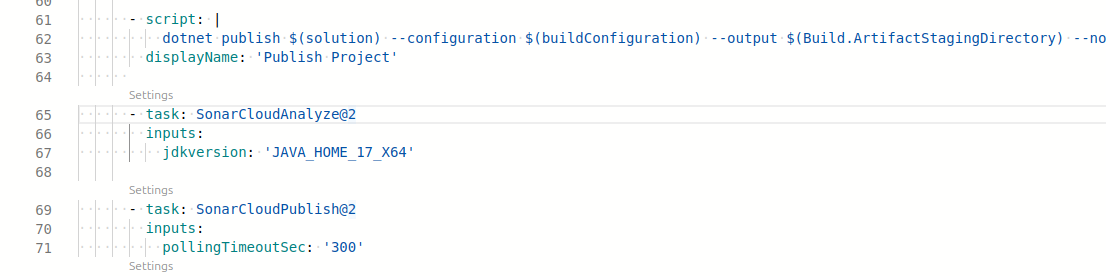 60
61 - script: |
62 dotnet publish $(solution) --configuration $(buildConfiguration) --output $(Build.ArtifactStagingDirectory) --no
63 displayName: 'Publish Project'
64
Settings
65 - task: SonarCloudAnalyze@2
66 inputs:
67 jdkversion: 'JAVA_HOME_17_X64'
68
Settings
69 - task: SonarCloudPublish@2
70 inputs:
71 pollingTimeoutSec: '300'
Settings